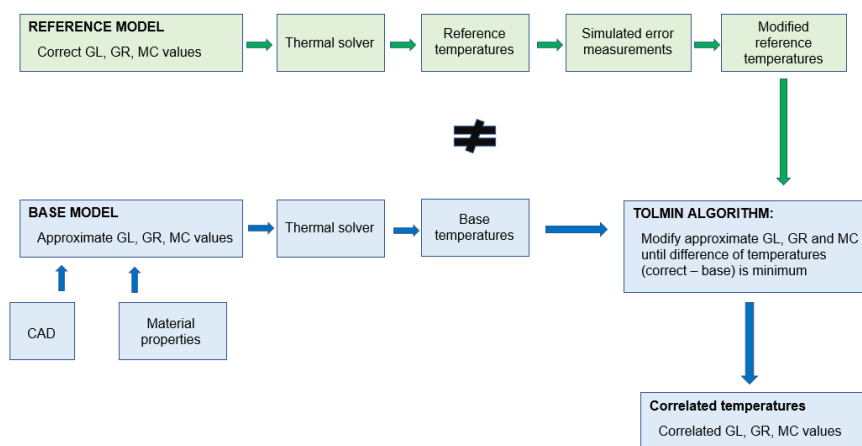 REFERENCE MODEL
Correct GL, GR, MC values
Thermal solver
Reference
temperatures
Simulated error
measurements
Modified
reference
temperatures
≠
BASE MODEL
Approximate GL, GR, MC values
Thermal solver
Base
temperatures
TOLMIN ALGORITHM:
Modify approximate GL, GR and MC
until difference of temperatures
(correct – base) is minimum
CAD
Material
properties
Correlated temperatures
Correlated GL, GR, MC values